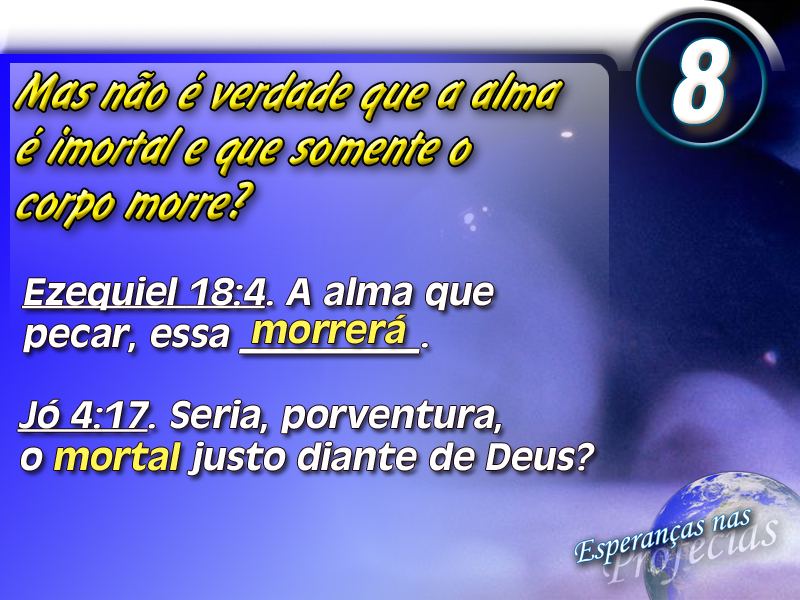 8
Mas não é verdade que a alma
é imortal e que somente o
corpo morre?
Ezequiel 18:4. A alma que
pecar, essa morrerá.
Jó 4:17. Seria, porventura,
o mortal justo diante de Deus?
Esperanças nas
Profecias